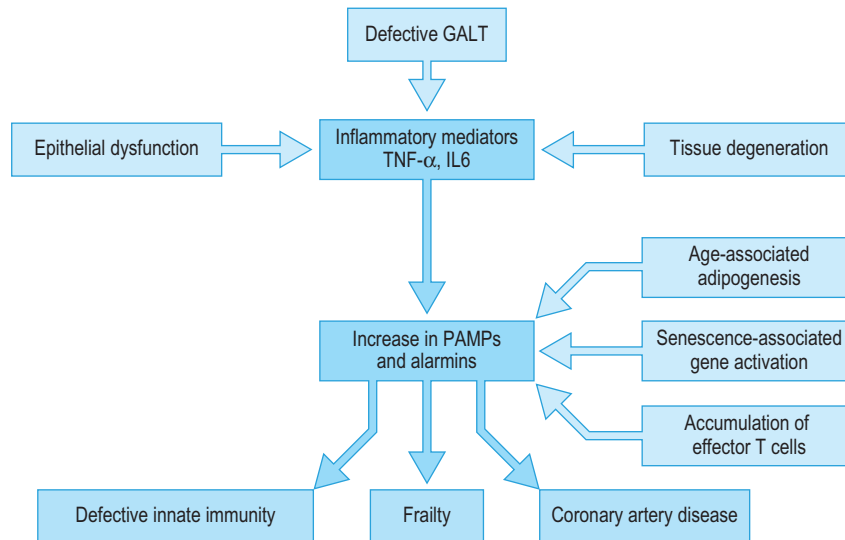 Defective GALT
Epithelial dysfunction
Inflammatory mediators
TNF-α, IL6
Tissue degeneration
Age-associated
adipogenesis
Increase in PAMPs
and alarmins
Senescence-associated
gene activation
Accumulation of
effector T cells
Defective innate immunity
Frailty
Coronary artery disease